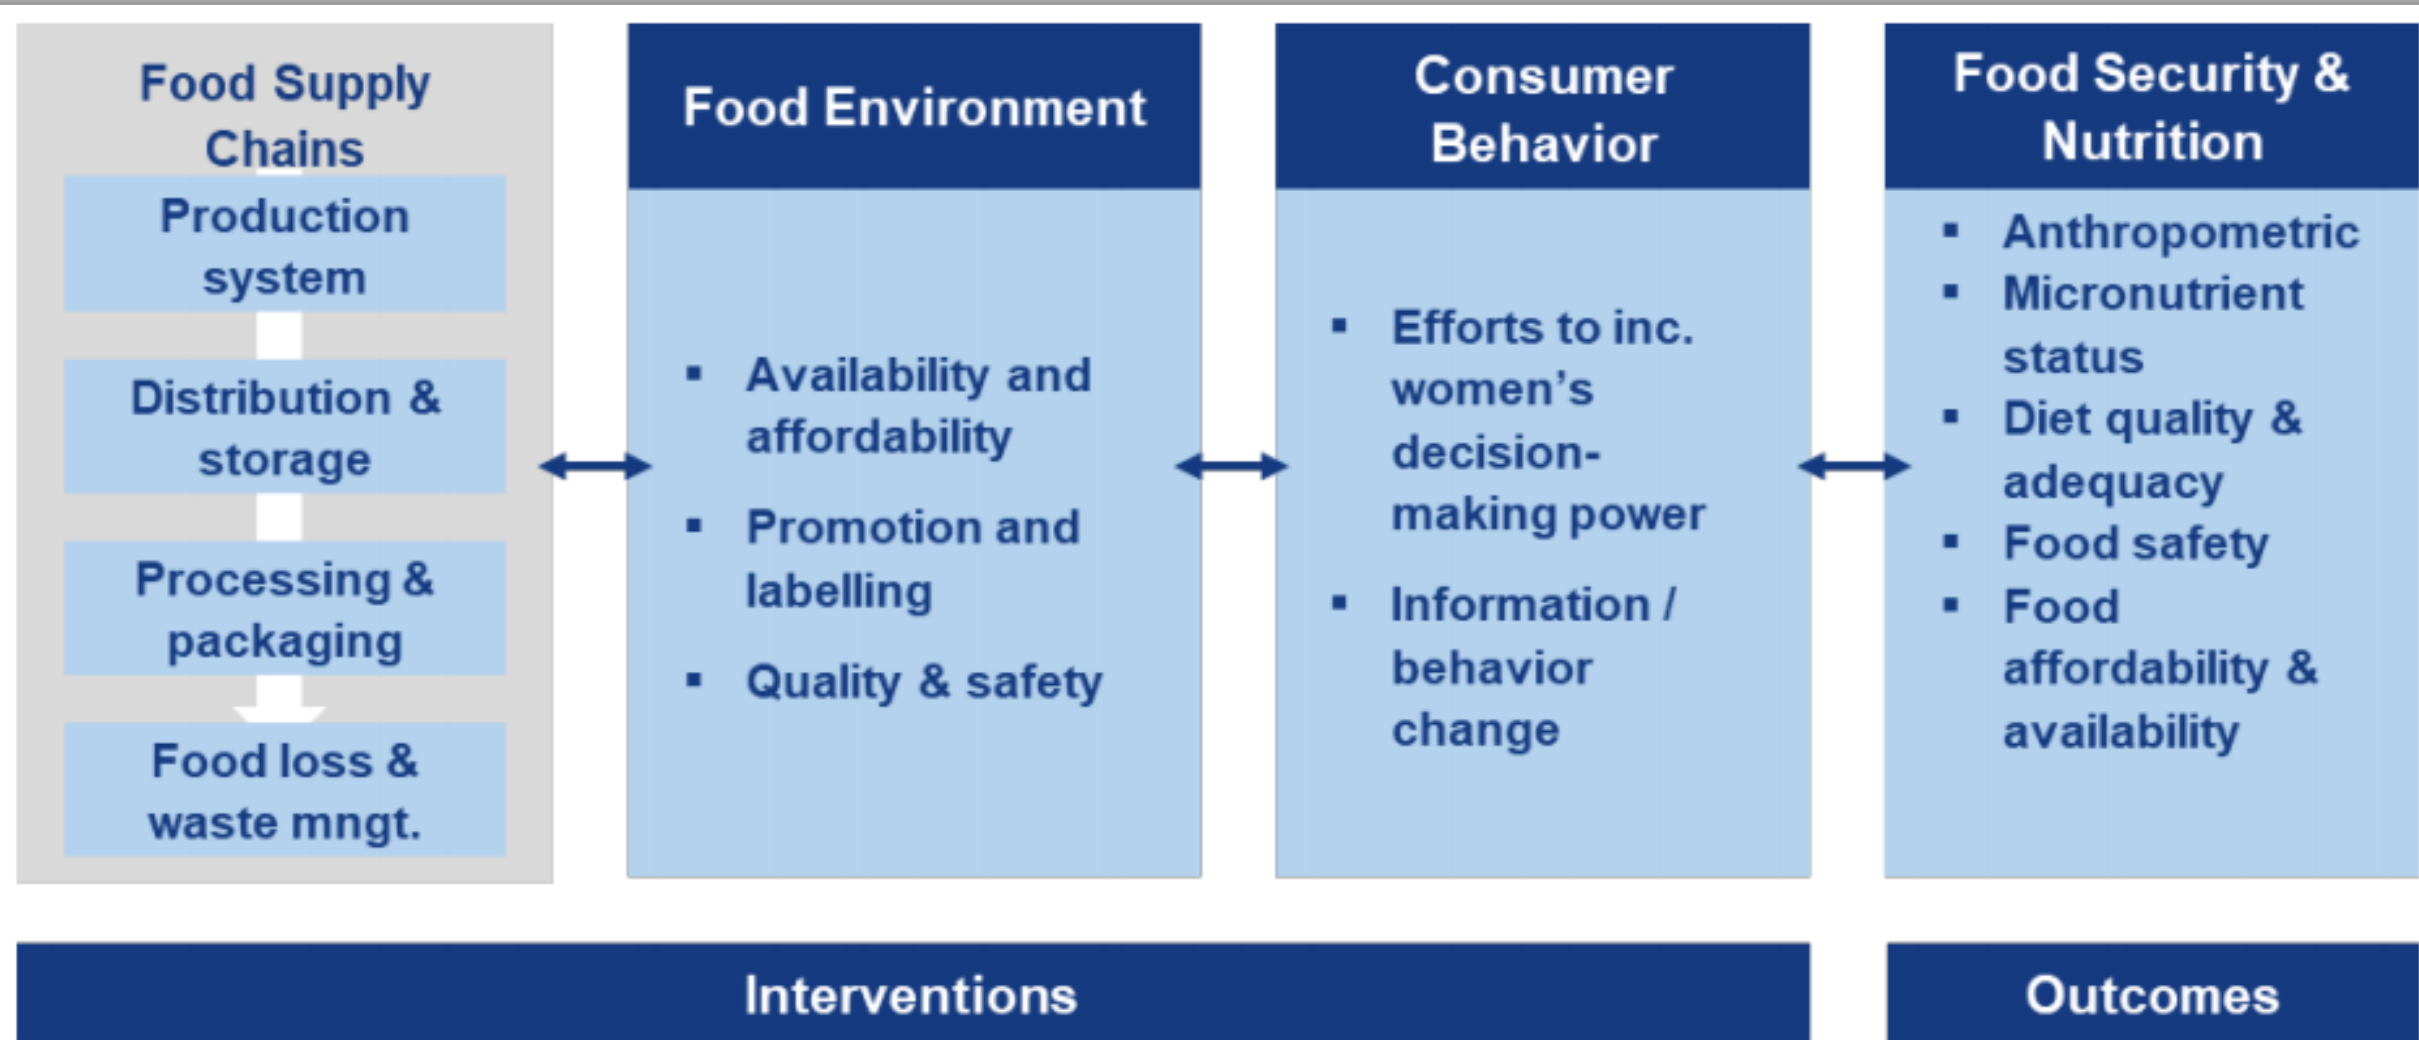 Food Supply
Chains
Production
system
Distribution &
storage
Processing &
packaging
Food loss &
waste mngt.
Food Environment
▪ Availability and
affordability
▪ Promotion and
labelling
▪ Quality & safety
Consumer
Behavior
▪ Efforts to inc.
women's
decision-
making power
▪ Information /
behavior
change
Food Security &
Nutrition
▪ Anthropometric
▪ Micronutrient
status
▪ Diet quality &
adequacy
▪ Food safety
▪ Food
affordability &
availability
Interventions
Outcomes